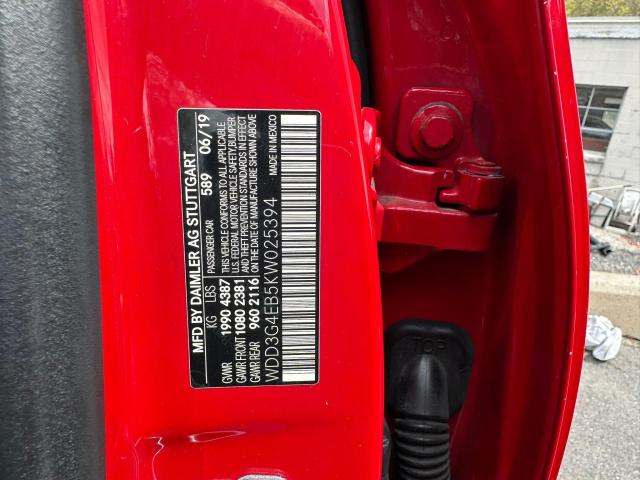 MFD BY DAIMLER AG STUTTGART
PASSENGER CAR 589 06/19
KG LBS
GVWR 1990 4387
GAWR FRONT 1080 2381
GAWR REAR 960 2116
THIS VEHICLE CONFORMS TO ALL APPLICABLE
U.S. FEDERAL MOTOR VEHICLE SAFETY,BUMPER
AND THEFT PREVENTION STANDARDS IN EFFECT
ON THE DATE OF MANUFACTURE SHOWN ABOVE
WDD3G4EB5KW025394
MADE IN MEXICO
TOP